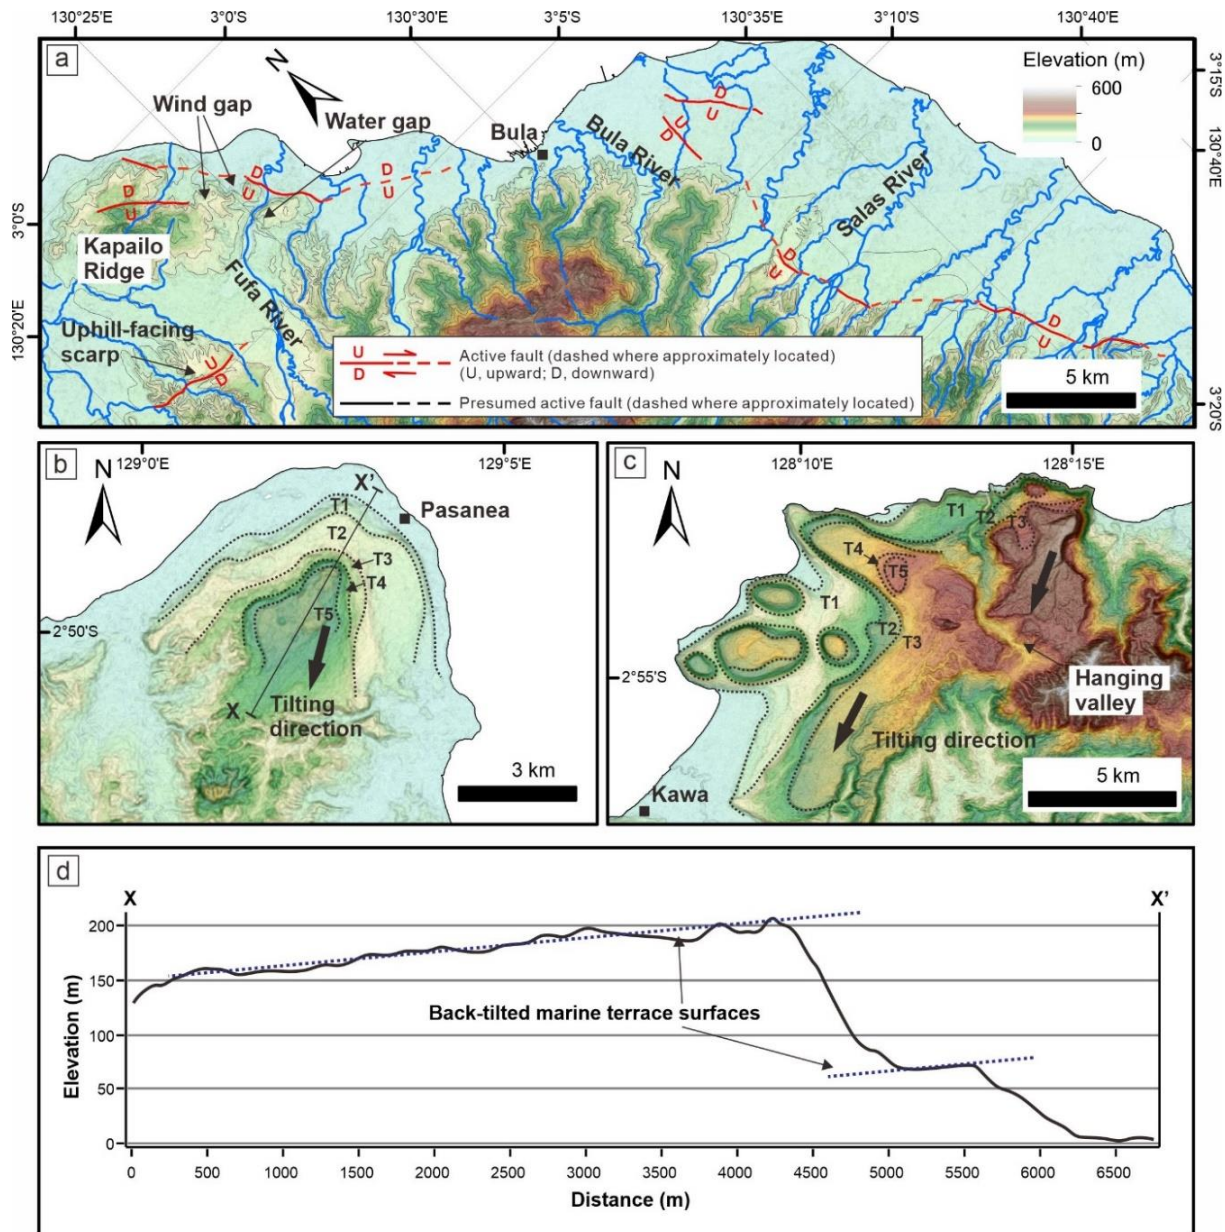 130°25'E
3°0'S
130°30'E
3°5'S
130°35'E
3°10'S
130°40'E
a
N
Elevation (m)
600
0
3°15'S
130°40'E
Wind gap
Water gap
Bula
Bula River
Salas River
D
U
D
U
D
U
D
U
D
U
D
U
D
U
D
U
U
D
3°0'S
Kapailo
Ridge
Fufa River
130°20'E
Uphill-facing
scarp
U
D
Active fault (dashed where approximately located)
(U, upward; D, downward)
Presumed active fault (dashed where approximately located)
5 km
3°20'S
b
129°0'E
129°5'E
N
X'
Pasanea
T1
T2
T3
T4
T5
2°50'S
X
Tilting
direction
3 km
c
128°10'E
128°15'E
N
T1
T2
T3
T4
T5
T1
T2
T3
2°55'S
Hanging
valley
Tilting direction
5 km
Kawa
d
X
X'
200
150
100
50
0
Elevation (m)
Back-tilted marine terrace surfaces
0
500
1000
1500
2000
2500
3000
3500
4000
4500
5000
5500
6000
6500
Distance (m)